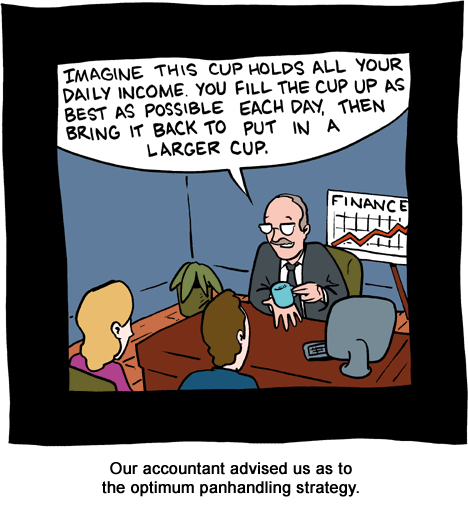 IMAGINE THIS CUP HOLDS ALL YOUR
DAILY INCOME. YOU FILL THE CUP UP AS
BEST AS POSSIBLE EACH DAY, THEN
BRING IT BACK TO PUT IN A
LARGER CUP.
FINANCE
Our accountant advised us as to
the optimum panhandling strategy.